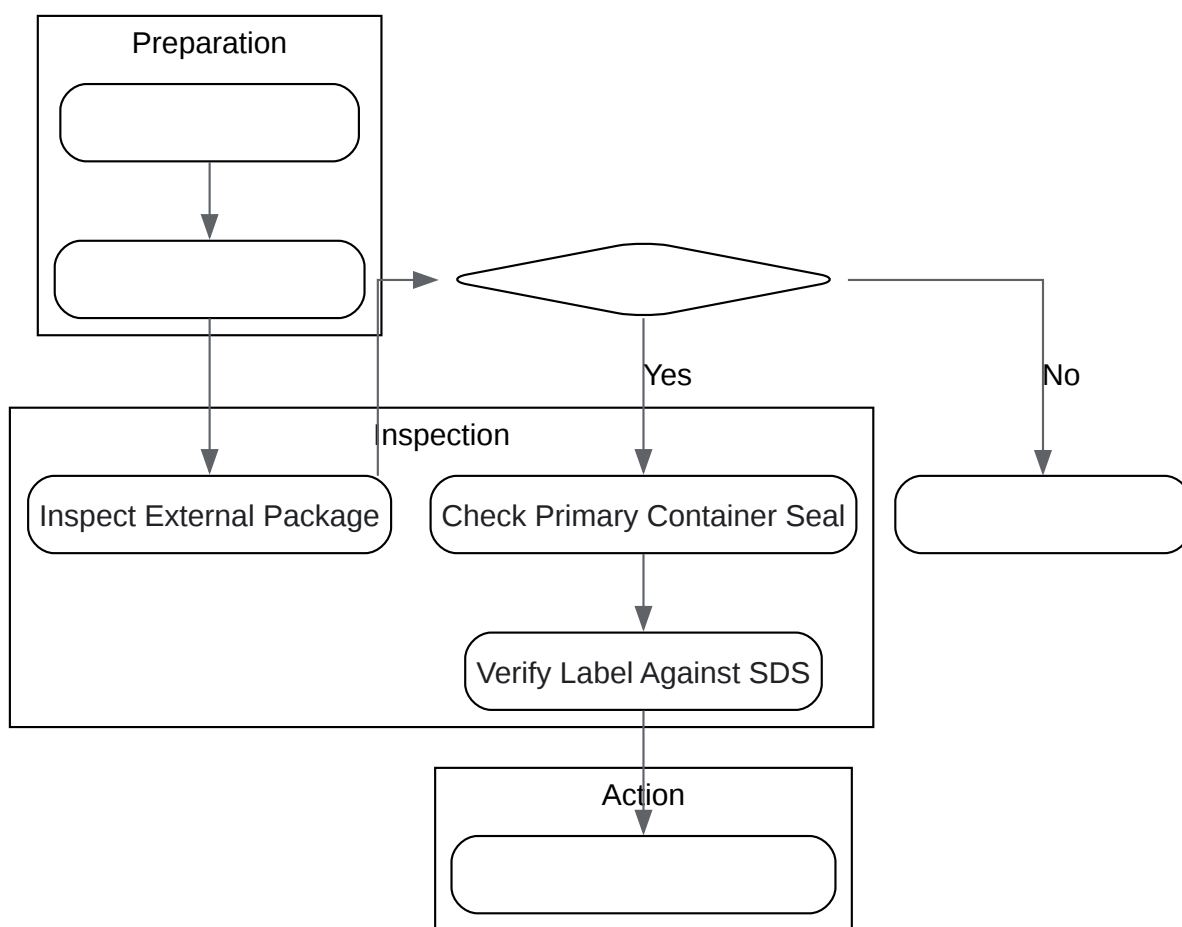 Preparation
Yes
No
Inspection
Inspect External Package
Check Primary Container Seal
Verify Label Against SDS
Action